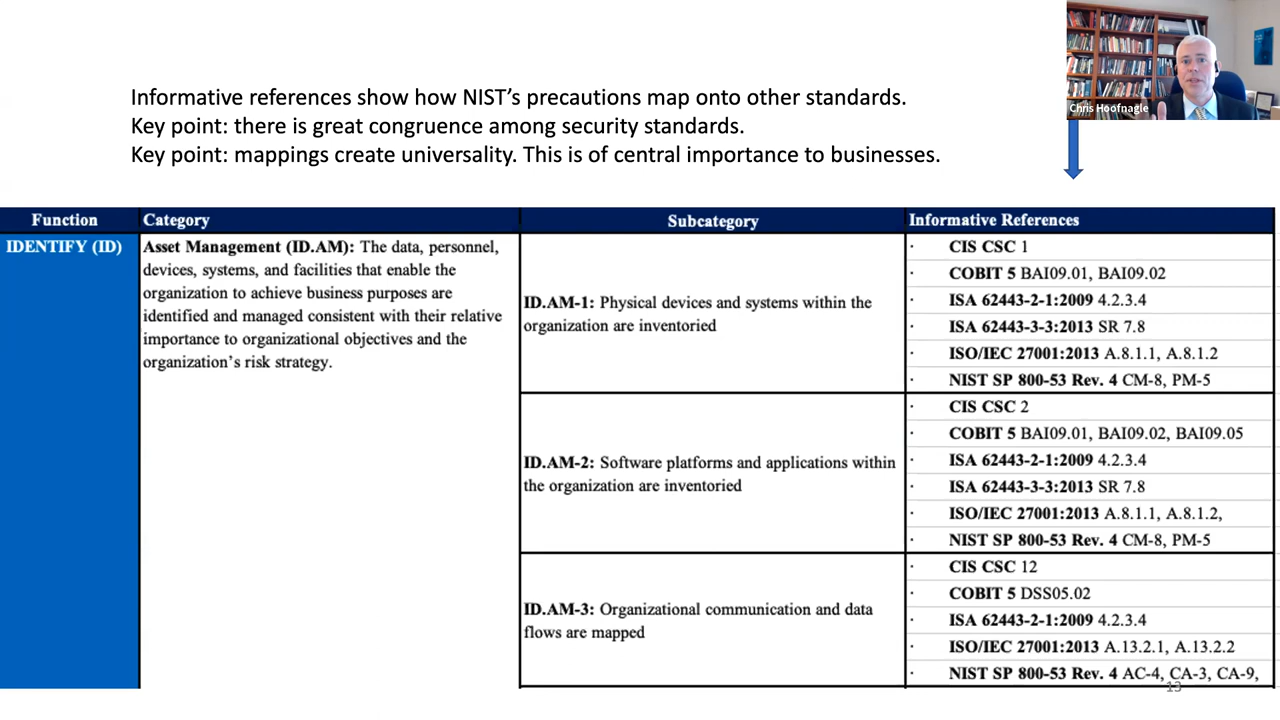 Informative references show how NIST’s precautions map onto other standards.
Key point: there is great congruence among security standards.
Key point: mappings create universality. This is of central importance to businesses.
Chris Hoofnagle
Function
Category
Subcategory
Informative References
IDENTIFY (ID)
Asset Management (ID.AM): The data, personnel,
devices, systems, and facilities that enable the
organization to achieve business purposes are
identified and managed consistent with their relative
importance to organizational objectives and the
organization’s risk strategy.
ID.AM-1: Physical devices and systems within the
organization are inventoried
· CIS CSC 1
· COBIT 5 BAI09.01, BAI09.02
· ISA 62443-2-1:2009 4.2.3.4
· ISA 62443-3-3:2013 SR 7.8
· ISO/IEC 27001:2013 A.8.1.1, A.8.1.2
· NIST SP 800-53 Rev. 4 CM-8, PM-5
ID.AM-2: Software platforms and applications within
the organization are inventoried
· CIS CSC 2
· COBIT 5 BAI09.01, BAI09.02, BAI09.05
· ISA 62443-2-1:2009 4.2.3.4
· ISA 62443-3-3:2013 SR 7.8
· ISO/IEC 27001:2013 A.8.1.1, A.8.1.2,
· NIST SP 800-53 Rev. 4 CM-8, PM-5
ID.AM-3: Organizational communication and data
flows are mapped
· CIS CSC 12
· COBIT 5 DSS05.02
· ISA 62443-2-1:2009 4.2.3.4
· ISO/IEC 27001:2013 A.13.2.1, A.13.2.2
· NIST SP 800-53 Rev. 4 AC-4, CA-3, CA-9,
13